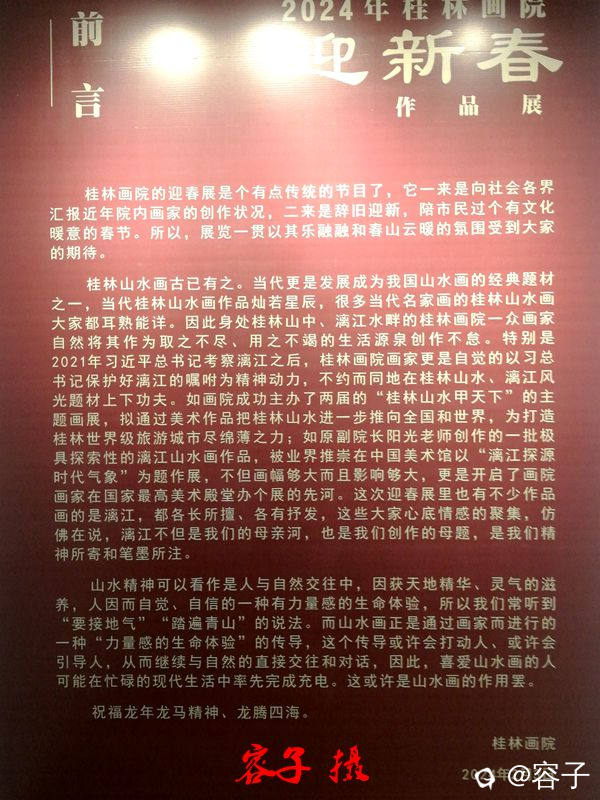 前言
2024年桂林画院
迎新春
作品展
桂林画院的迎春展是个有点传统的节目了，它一来是向社会各界
汇报近年院内画家的创作状况，二来是辞旧迎新，陪市民过个有文化
暖意的春节。所以，展览一贯以其乐融融和春山云暖的氛围受到大家
的期待。
桂林山水画古已有之。当代更是发展成为我国山水画的经典题材
之一，当代桂林山水画作品灿若星辰，很多当代名家画的桂林山水画
大家都耳熟能详。因此身处桂林山中、漓江水畔的桂林画院一众画家
自然将其作为取之不尽、用之不竭的生活源泉创作不怠。特别是
2021年习近平总书记考察漓江之后，桂林画院画家更是自觉的以习总
书记保护好漓江的嘱咐为精神动力，不约而同地在桂林山水、漓江风
光题材上下功夫。如画院成功主办了两届的“桂林山水甲天下”的主
题画展，拟通过美术作品把桂林山水进一步推向全国和世界，为打造
桂林世界级旅游城市尽绵薄之力；如原副院长阳光老师创作的一批极
具探索性的漓江山水画作品，被业界推崇在中国美术馆以“漓江探源
时代气象”为题作展，不但画幅够大而且影响够大，更是开启了画院
画家在国家最高美术殿堂办个展的先河。这次迎春展里也有不少作品
画的是漓江，都各长所擅、各有抒发，这些大家心底情感的聚集，仿
佛在说，漓江不但是我们的母亲河，也是我们创作的母题，是我们精
神所寄和笔墨所注。
山水精神可以看作是人与自然交往中，因获天地精华、灵气的滋
养，人因而自觉、自信的一种有力量感的生命体验，所以我们常听到
“要接地气”“踏遍青山”的说法。而山水画正是通过画家而进行的
一种“力量感的生命体验”的传导，这个传导或许会打动人、或许会
引导人，从而继续与自然的直接交往和对话，因此，喜爱山水画的人
可能在忙碌的现代生活中率先完成充电。这或许是山水画的作用罢。
祝福龙年龙马精神、龙腾四海。
桂林画院
容子 摄
@容子